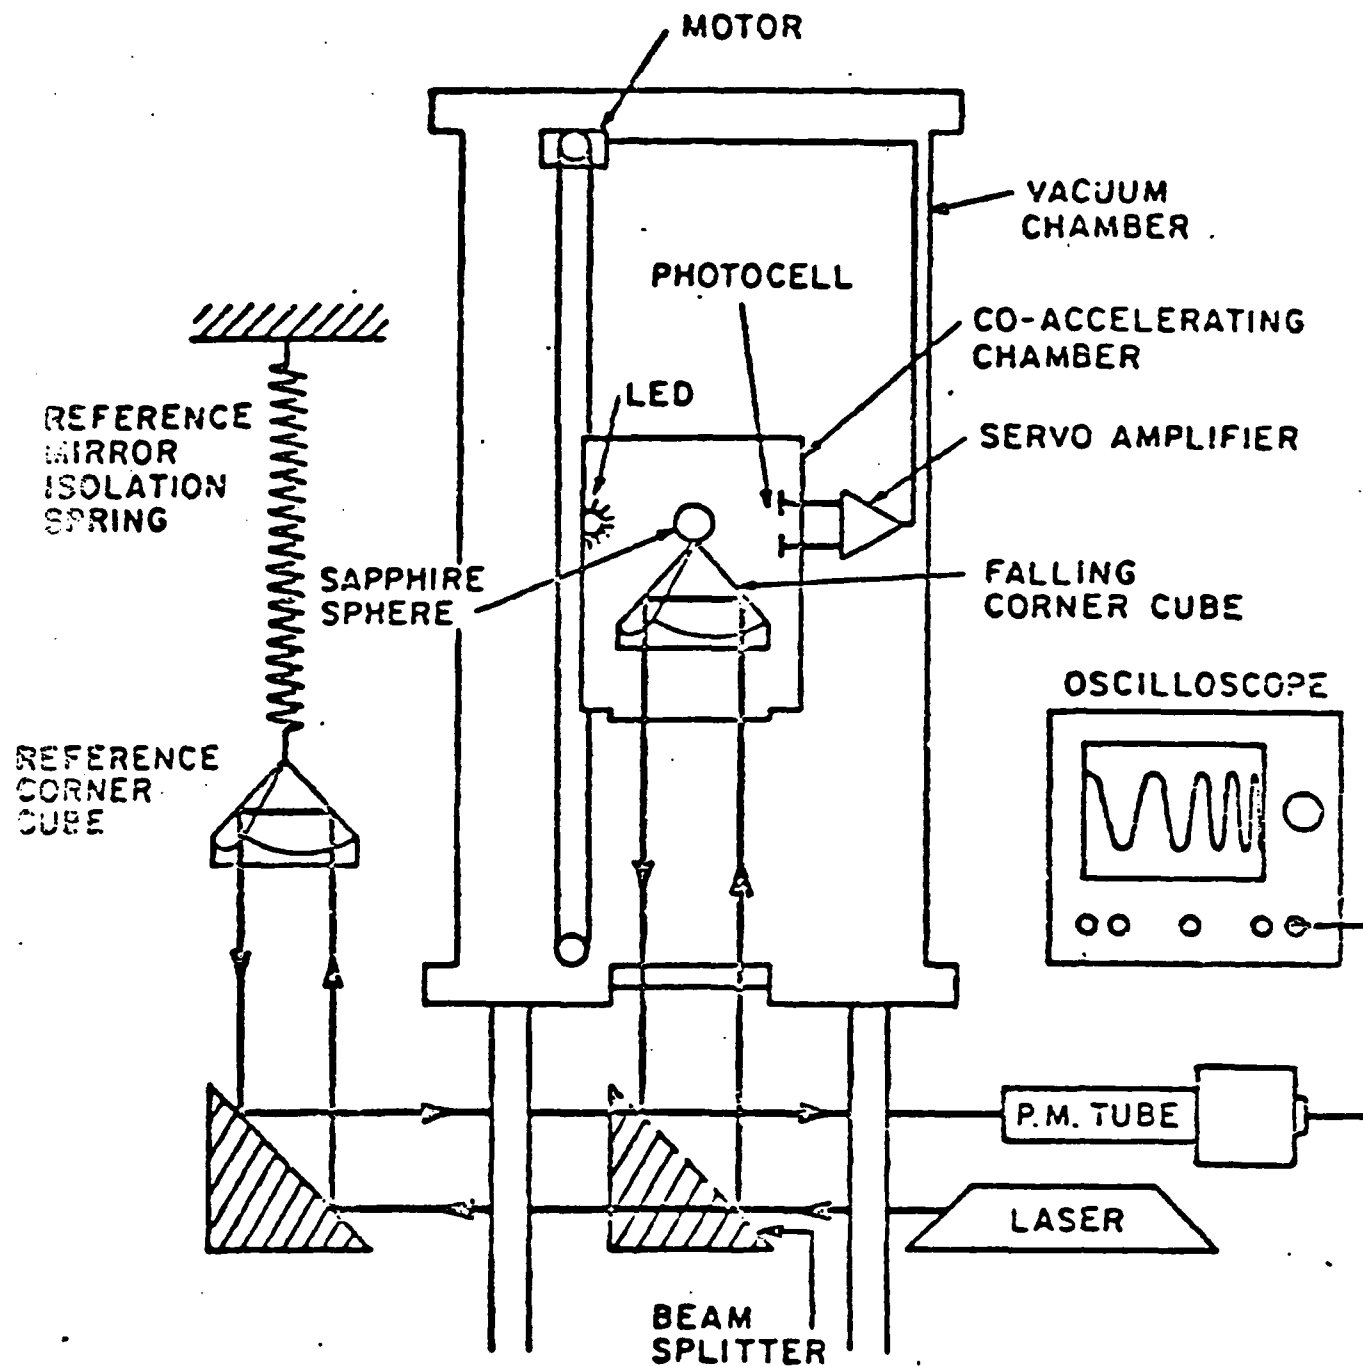 MOTOR
VACUUM
CHAMBER
PHOTOCELL
CO-ACCELERATING
CHAMBER
LED
REFERENCE
MIRROR
ISOLATION
SPRING
SERVO AMPLIFIER
SAPPHIRE
SPHERE
FALLING
CORNER CUBE
OSCILLOSCOPE
REFERENCE
CORNER
CUBE
P.M. TUBE
LASER
BEAM
SPLITTER